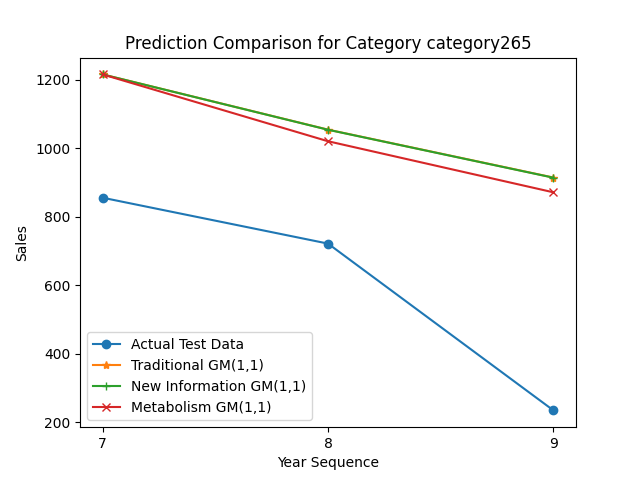 Prediction Comparison for Category category265
Sales
1200
1000
800
600
400
200
Actual Test Data
Traditional GM(1,1)
New Information GM(1,1)
Metabolism GM(1,1)
7 8 9
Year Sequence